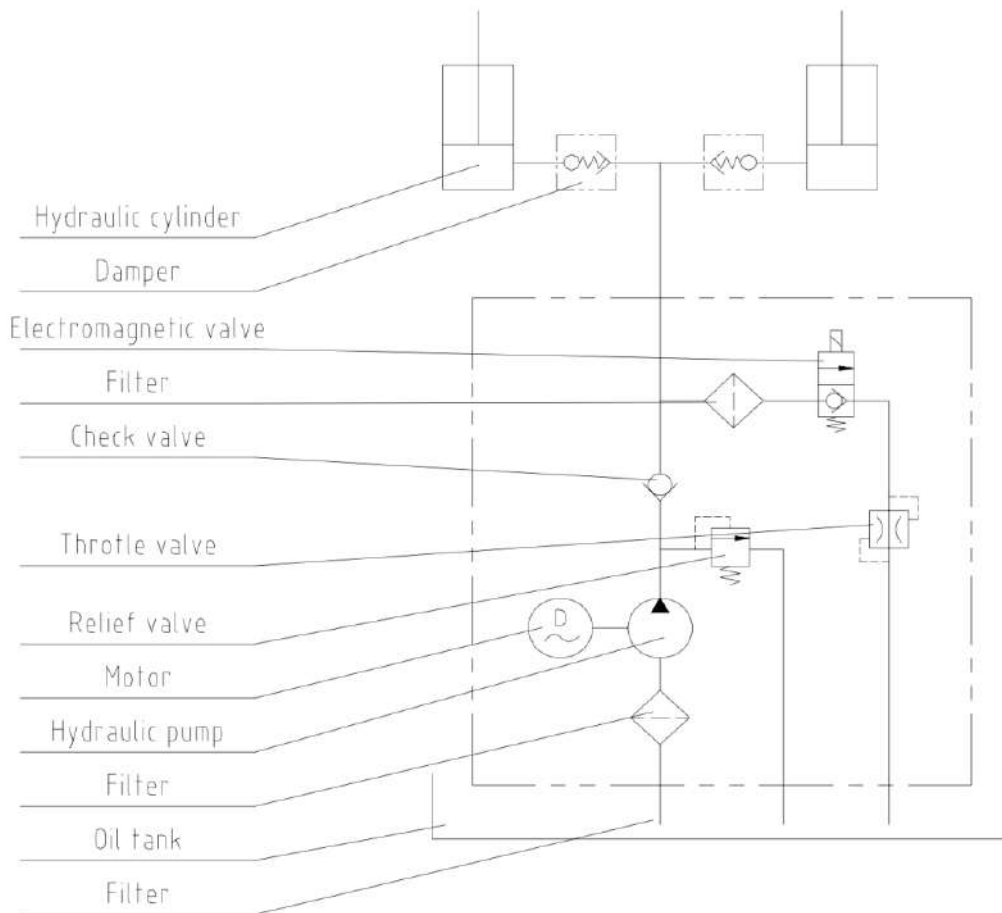 Hydraulic cylinder
Damper
Electromagnetic valve
Filter
Check valve
Throtle valve
Relief valve
D
Motor
Hydraulic pump
Filter
Oil tank
Filter